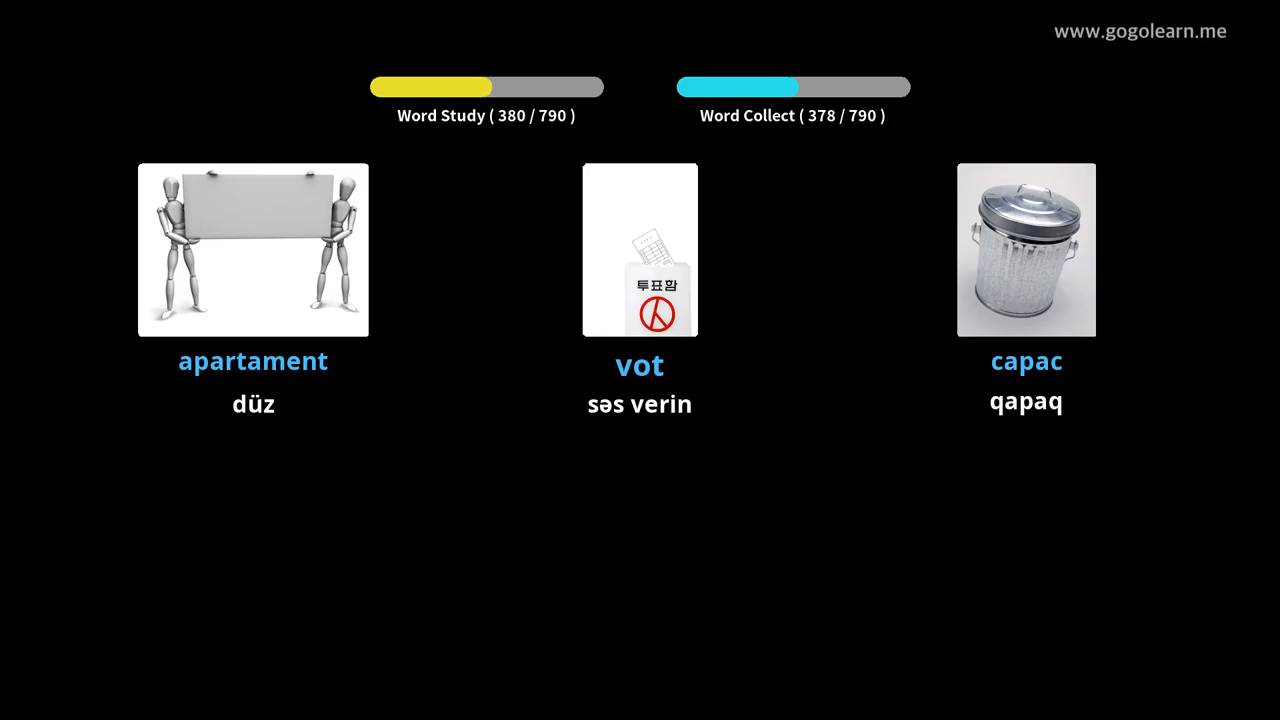 www.gogolearn.me
Word Study ( 380 / 790 )
Word Collect ( 378 / 790 )
투표함
apartament
vot
capac
düz
səs verin
qapaq